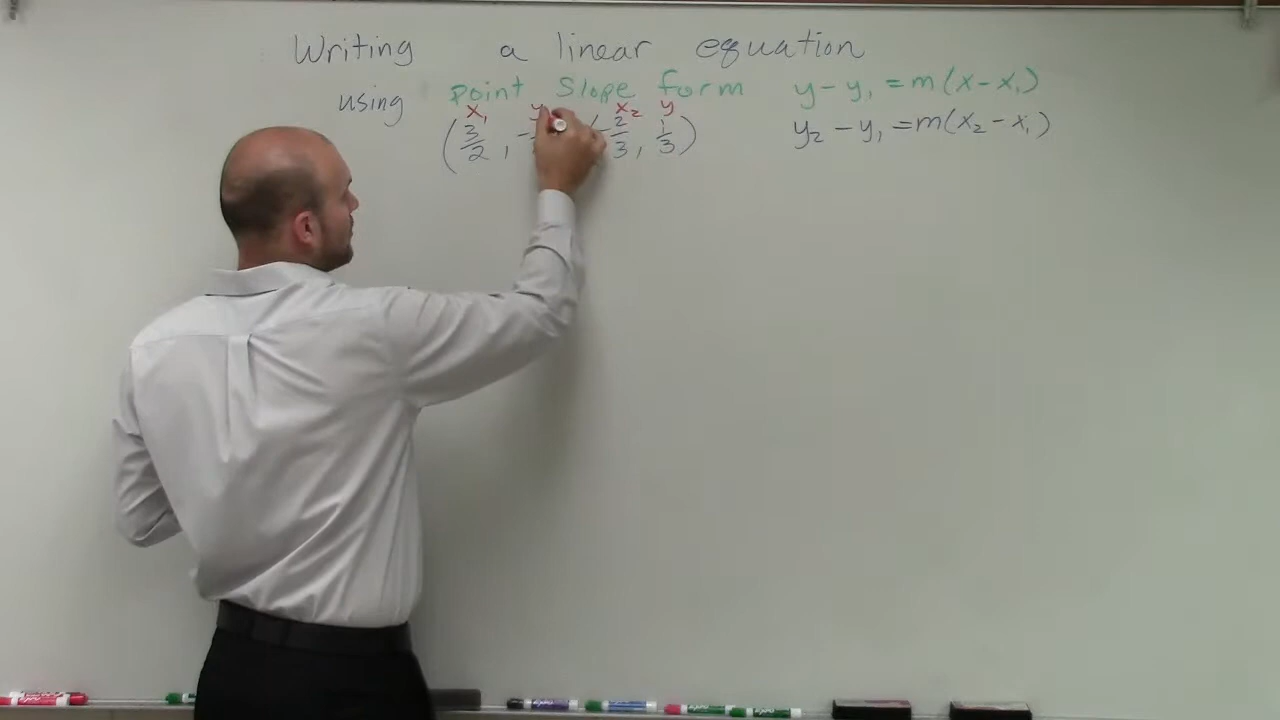 Writing a linear equation
using point slope form y - y₁ = m(x - x₁)
x₁ y x₂ y
(3/2, - (-2/3, 1/3) y₂ - y₁ = m(x₂ - x₁)